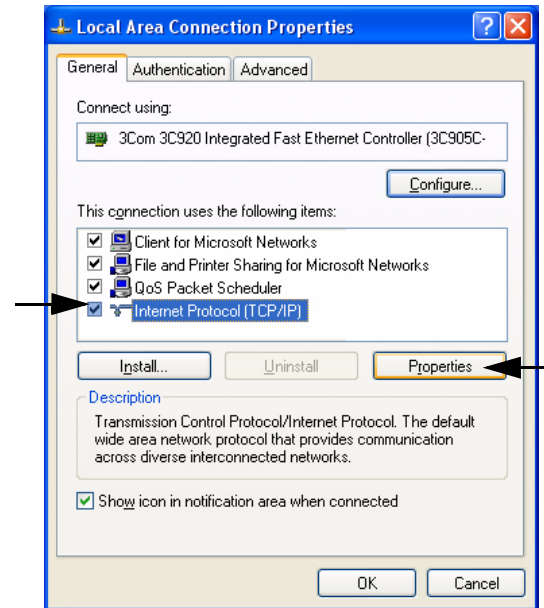 Local Area Connection Properties
General Authentication Advanced
Connect using:
3Com 3C920 Integrated Fast Ethernet Controller (3C905C-
Configure...
This connection uses the following items:
Client for Microsoft Networks
File and Printer Sharing for Microsoft Networks
QoS Packet Scheduler
Internet Protocol (TCP/IP)
Install... Uninstall Properties
Description
Transmission Control Protocol/Internet Protocol. The default
wide area network protocol that provides communication
across diverse interconnected networks.
Show icon in notification area when connected
OK Cancel